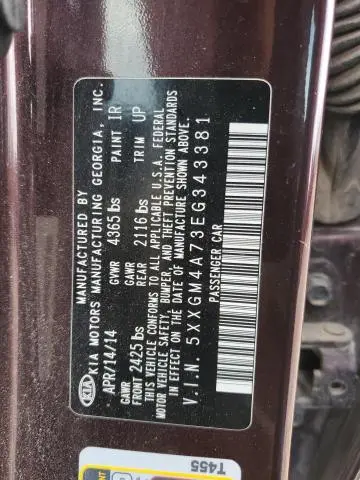 MANUFACTURED BY
KIA MOTORS MANUFACTURING GEORGIA, INC.
APR/14/14 GVWR 4365 lbs PAINT IR
GAWR FRONT 2425 lbs GAWR REAR 2116 lbs TRIM UP
THIS VEHICLE CONFORMS TO ALL APPLICABLE U.S.A. FEDERAL
MOTOR VEHICLE SAFETY, BUMPER, AND THEFT PREVENTION STANDARDS
IN EFFECT ON THE DATE OF MANUFACTURE SHOWN ABOVE.
V.I.N. 5XXGM4A73EG343381
PASSENGER CAR
KIA
T455